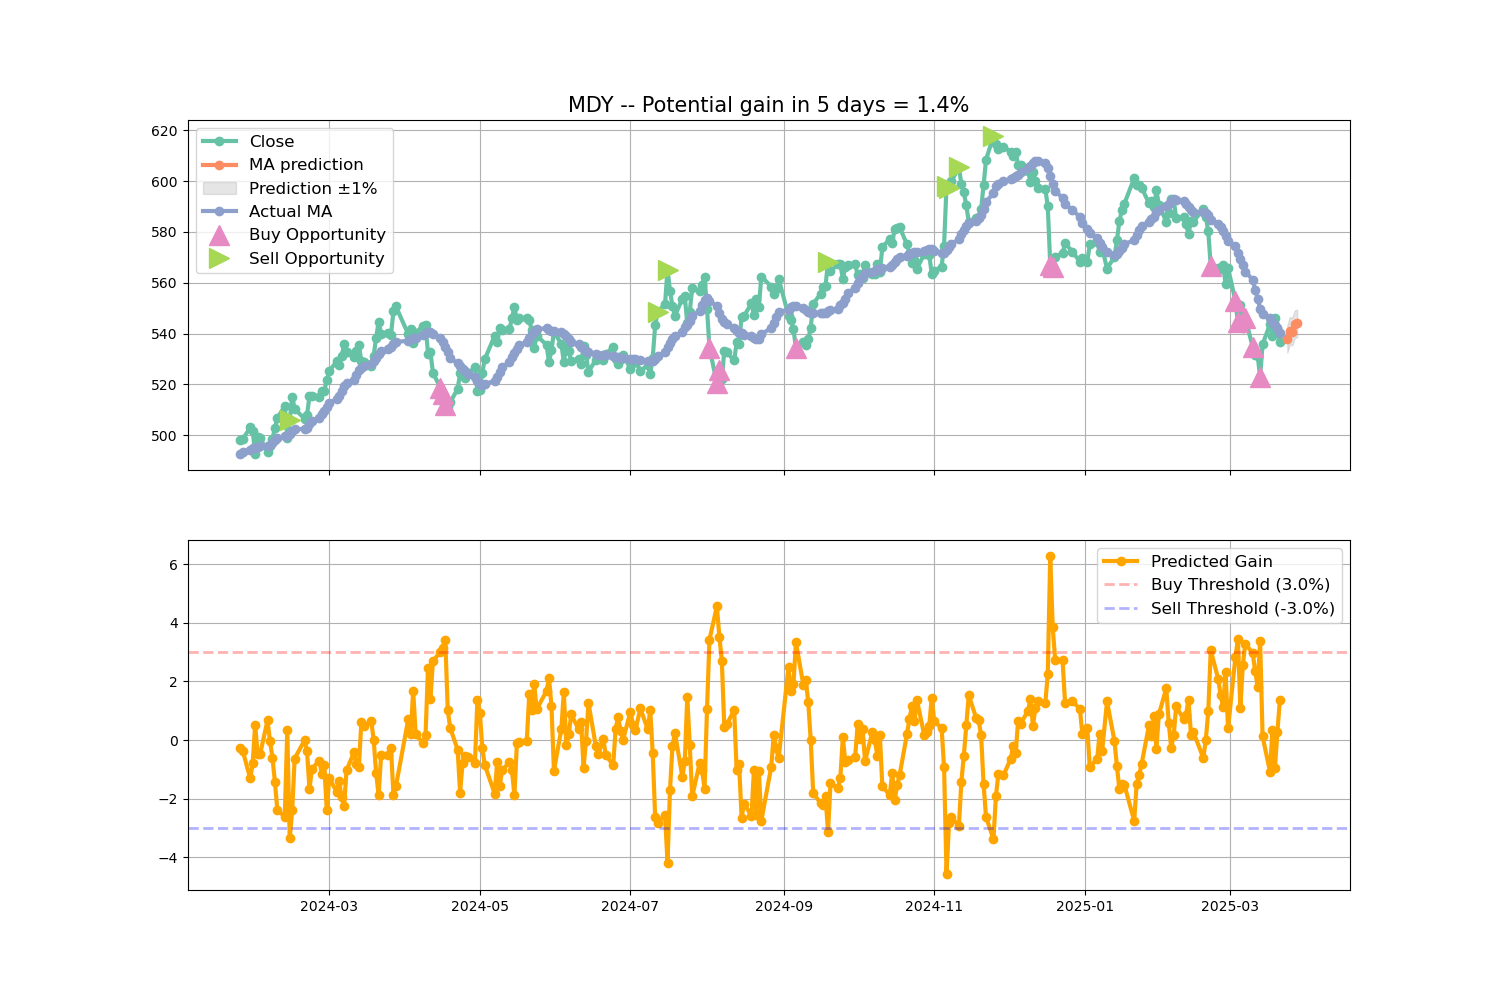 MDY -- Potential gain in 5 days = 1.4%
620
600
580
560
540
520
500
Close
MA prediction
Prediction ±1%
Actual MA
Buy Opportunity
Sell Opportunity
6
4
2
0
−2
−4
Predicted Gain
Buy Threshold (3.0%)
Sell Threshold (-3.0%)
2024-03
2024-05
2024-07
2024-09
2024-11
2025-01
2025-03